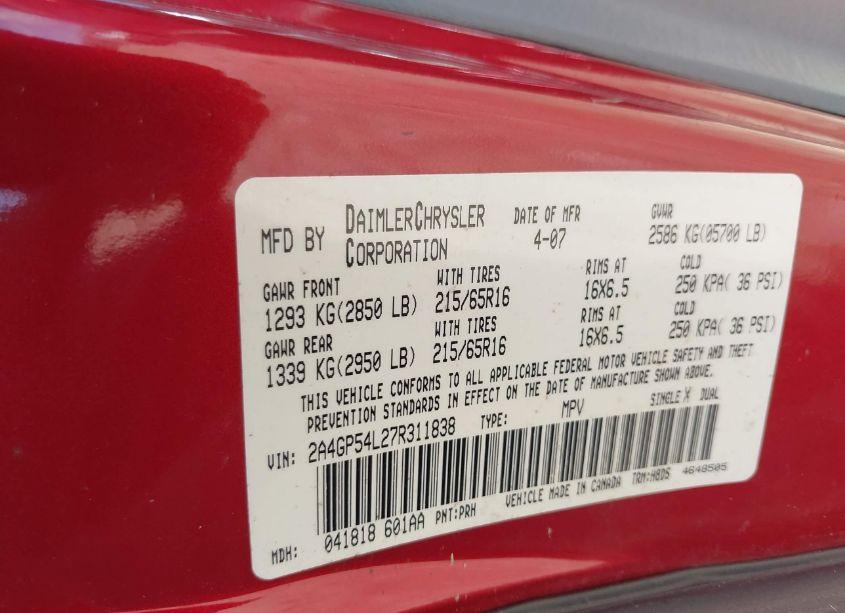 MFD BY DAIMLERCHRYSLER CORPORATION DATE OF MFR 4-07 GVWR 2586 KG(05700 LB)
GAWR FRONT WITH TIRES RIMS AT COLD
1293 KG(2850 LB) 215/65R16 16X6.5 250 KPA( 36 PSI)
GAWR REAR WITH TIRES RIMS AT COLD
1339 KG(2950 LB) 215/65R16 16X6.5 250 KPA( 36 PSI)
THIS VEHICLE CONFORMS TO ALL APPLICABLE FEDERAL MOTOR VEHICLE SAFETY AND THEFT
PREVENTION STANDARDS IN EFFECT ON THE DATE OF MANUFACTURE SHOWN ABOVE.
VIN: 2A4GP54L27R311838 TYPE: MPV SINGLE X DUAL
MDH: 041818 601AA PNT:PRH VEHICLE MADE IN CANADA TRM:H8D5 4648505